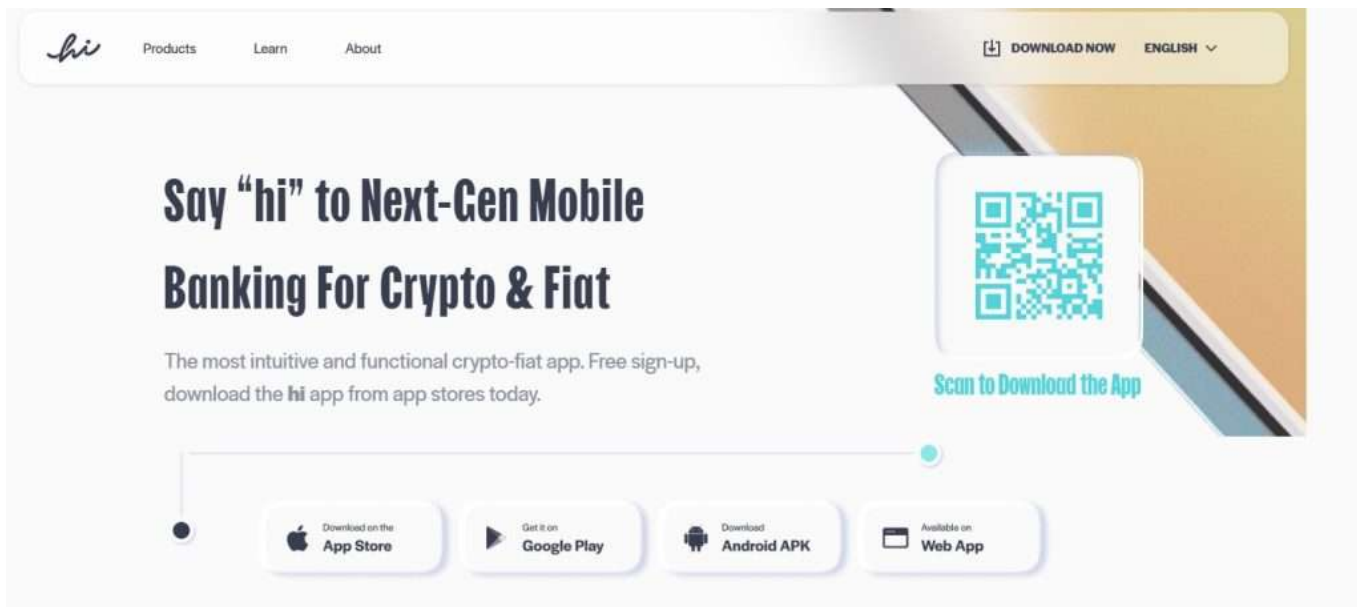 hi
Products
Learn
About
DOWNLOAD NOW
ENGLISH
Say “hi” to Next-Gen Mobile
Banking For Crypto & Fiat
The most intuitive and functional crypto-fiat app. Free sign-up,
download the hi app from app stores today.
Scan to Download the App
Download on the
App Store
Get it on
Google Play
Download
Android APK
Available on
Web App